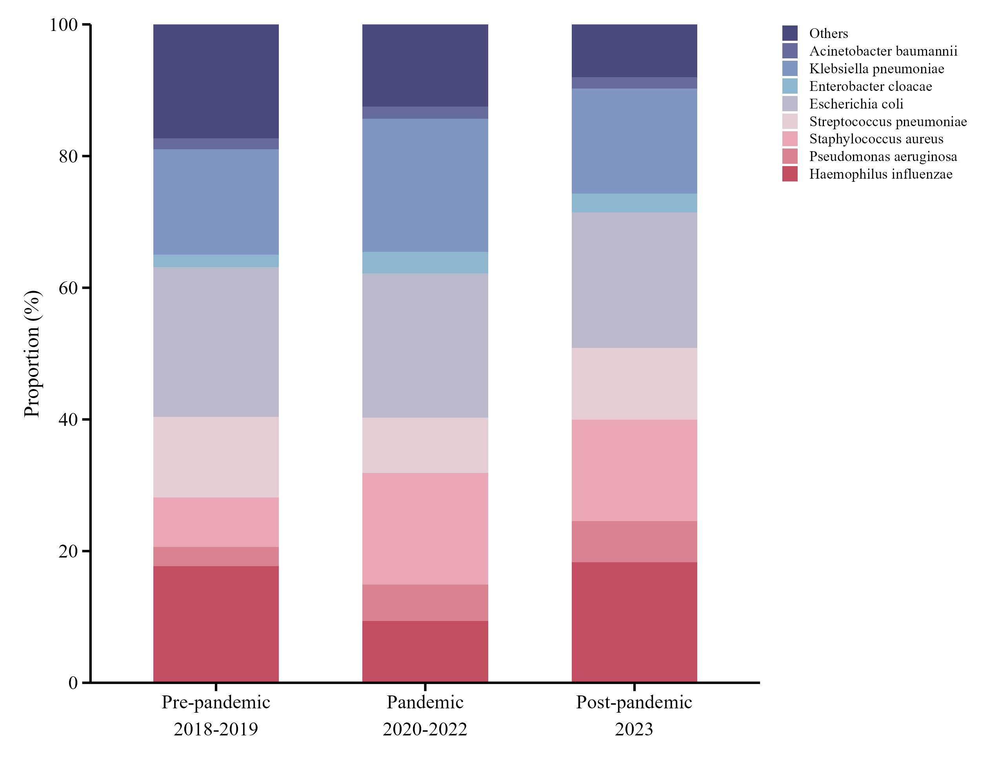 100
80
60
40
20
0
Proportion (%)
Pre-pandemic
2018-2019
Pandemic
2020-2022
Post-pandemic
2023
Others
Acinetobacter baumannii
Klebsiella pneumoniae
Enterobacter cloacae
Escherichia coli
Streptococcus pneumoniae
Staphylococcus aureus
Pseudomonas aeruginosa
Haemophilus influenzae